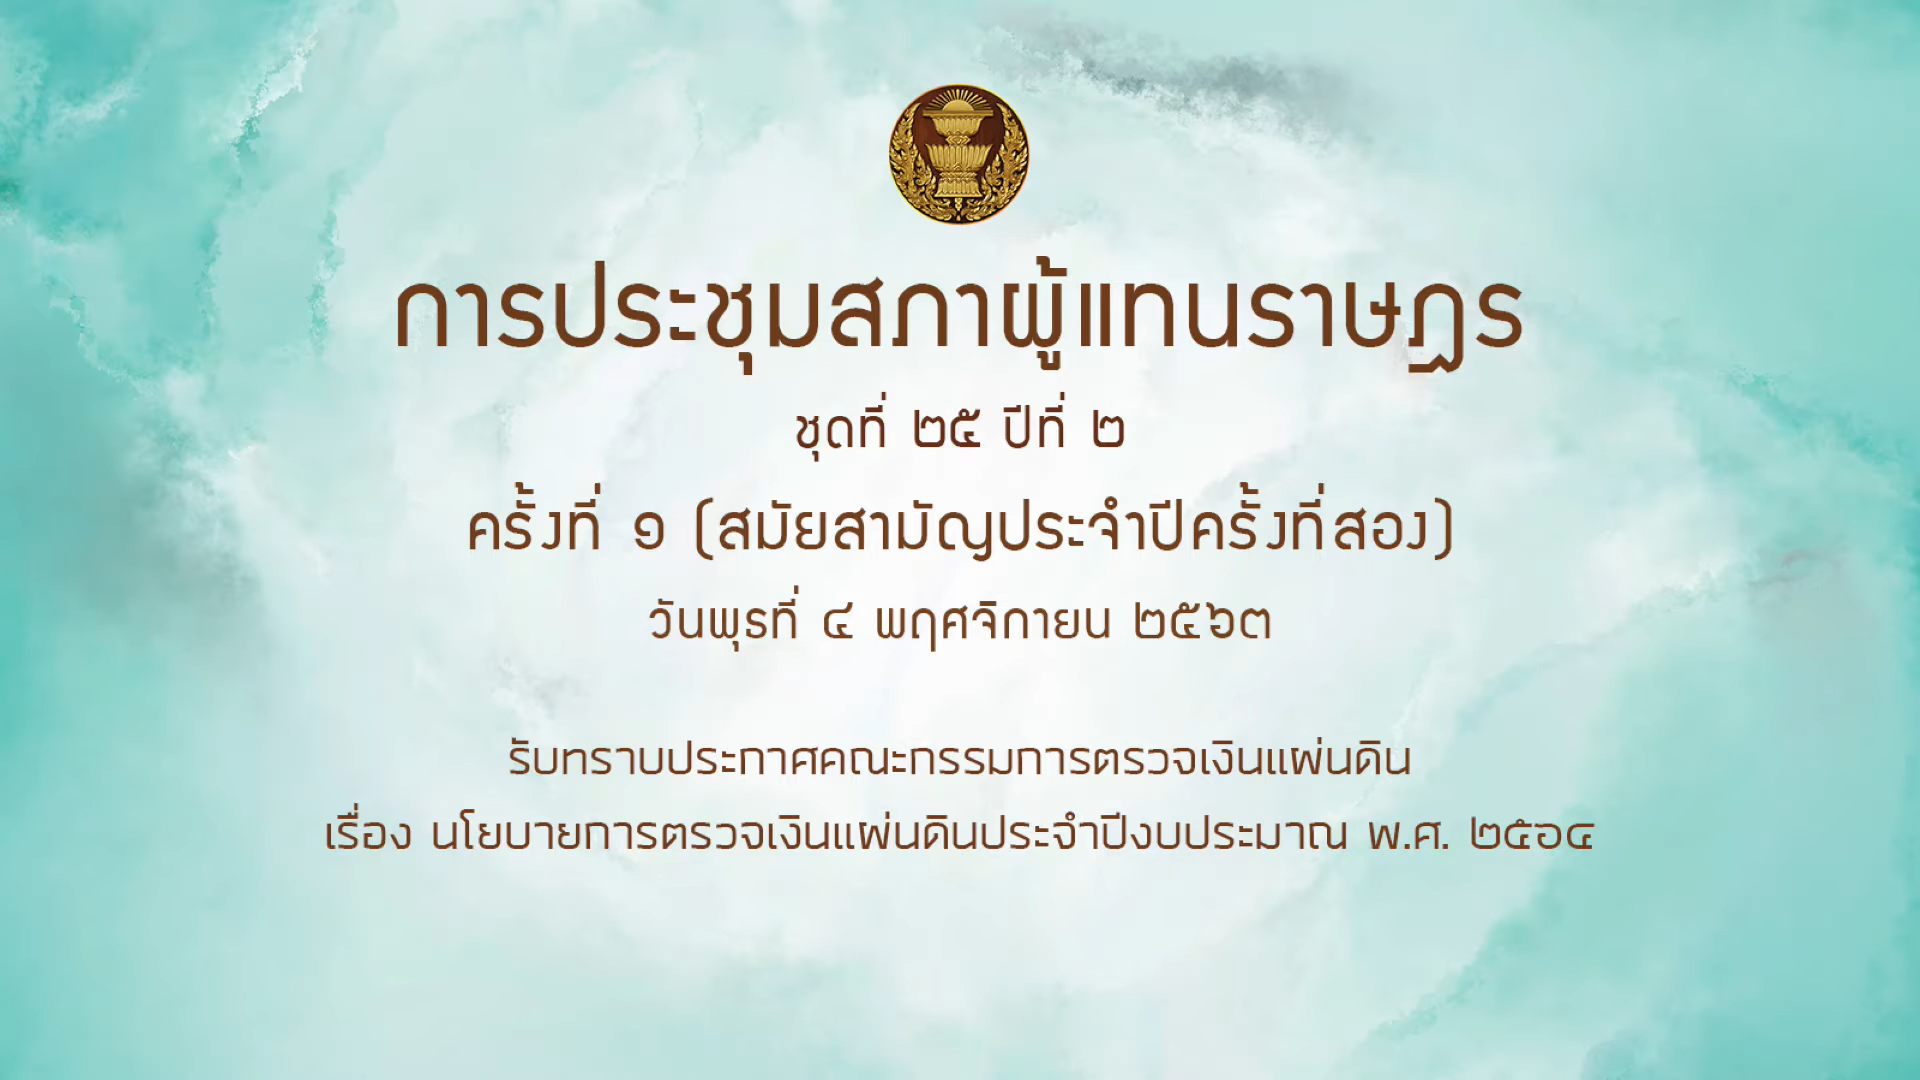 การประชุมสภาผู้แทนราษฎร
ชุดที่ ๒๕ ปีที่ ๒
ครั้งที่ ๑ (สมัยสามัญประจำปีครั้งที่สอง)
วันพุธที่ ๔ พฤศจิกายน ๒๕๖๓
รับทราบประกาศคณะกรรมการตรวจเงินแผ่นดิน
เรื่อง นโยบายการตรวจเงินแผ่นดินประจำปีงบประมาณ พ.ศ. ๒๕๖๔